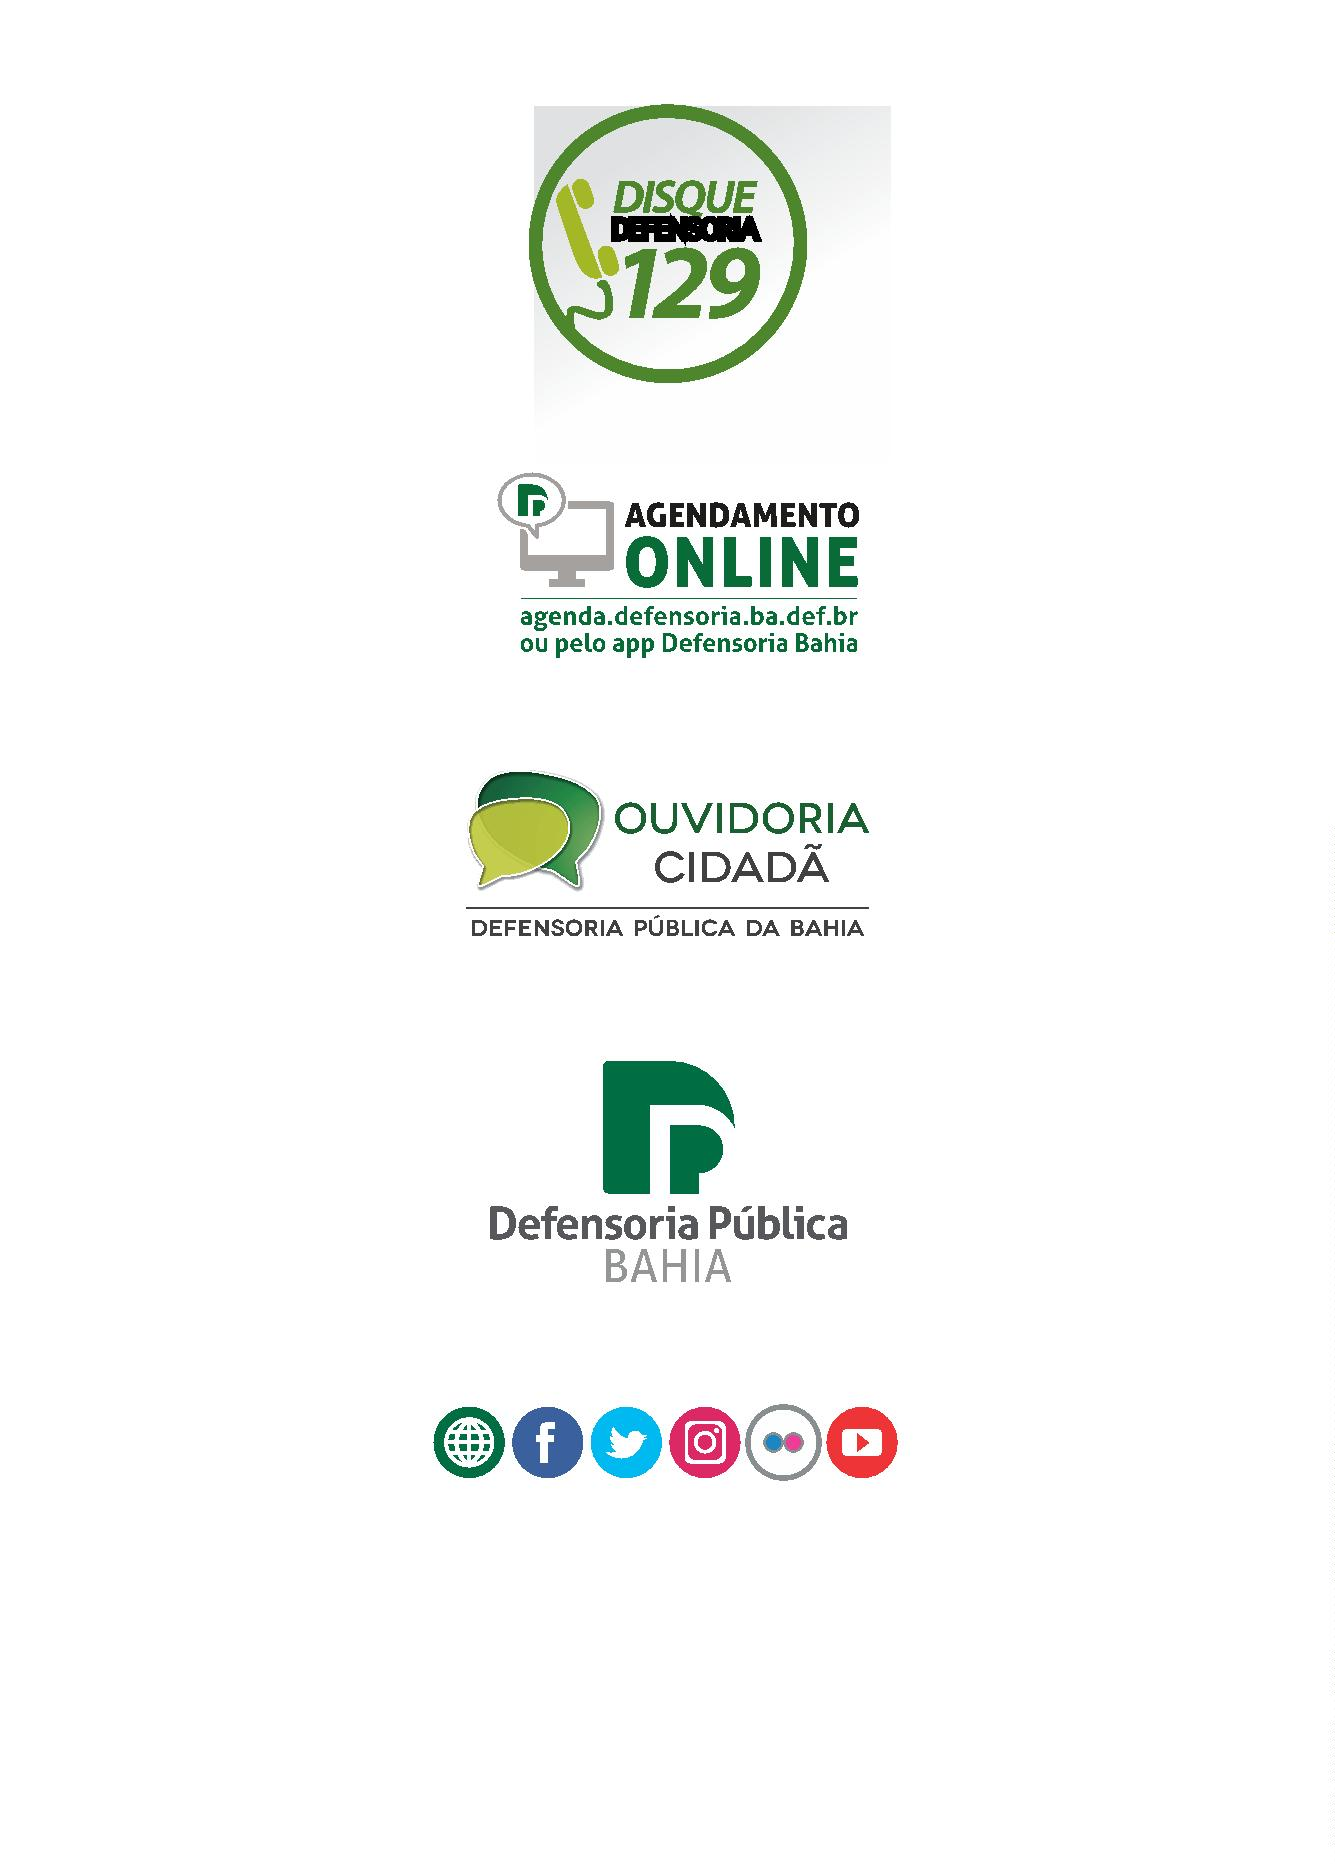 DISQUE
DEFENSORIA
129
AGENDAMENTO
ONLINE
agenda.defensoria.ba.def.br
ou pelo app Defensoria Bahia
OUVIDORIA
CIDADÃ
DEFENSORIA PÚBLICA DA BAHIA
Defensoria Pública
BAHIA